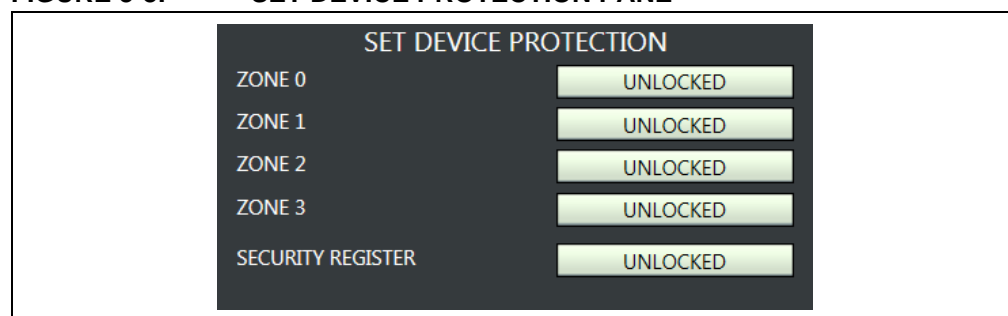 SET DEVICE PROTECTION
ZONE 0 UNLOCKED
ZONE 1 UNLOCKED
ZONE 2 UNLOCKED
ZONE 3 UNLOCKED
SECURITY REGISTER UNLOCKED